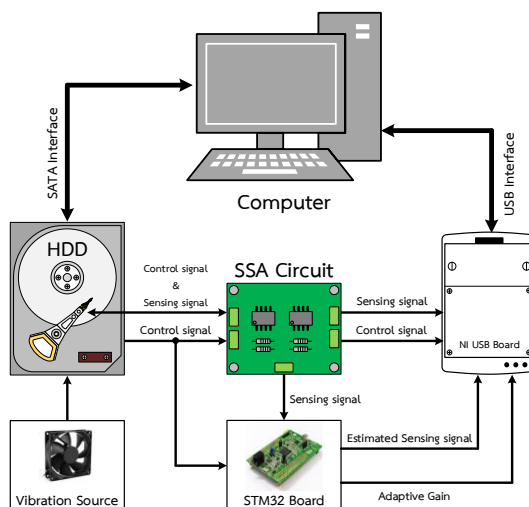 SATA Interface
USB Interface
Computer
HDD
Control signal
&
Sensing signal
Control signal
SSA Circuit
Sensing signal
Control signal
NI USB Board
Sensing signal
Vibration Source
STM32 Board
Estimated Sensing signal
Adaptive Gain